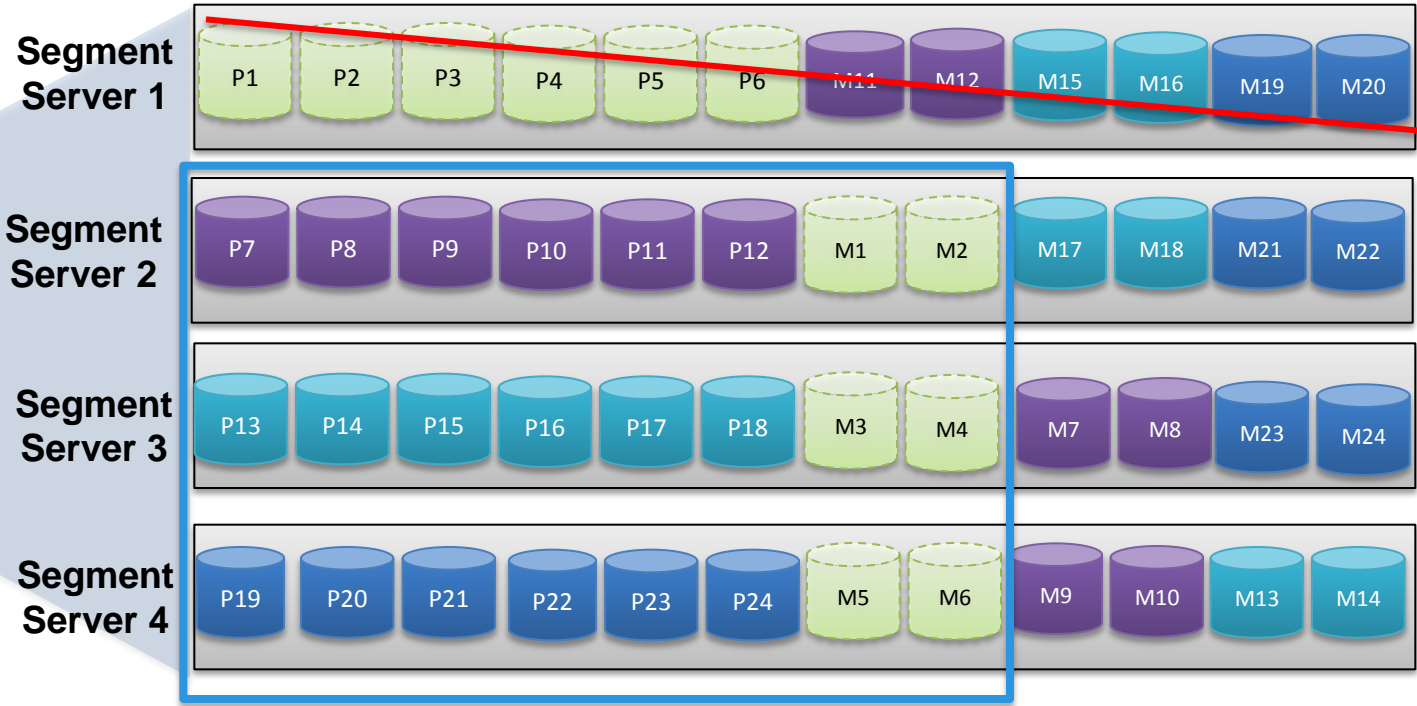 Segment
Server 1
P1 P2 P3 P4 P5 P6 M11 M12 M15 M16 M19 M20
Segment
Server 2
P7 P8 P9 P10 P11 P12 M1 M2 M17 M18 M21 M22
Segment
Server 3
P13 P14 P15 P16 P17 P18 M3 M4 M7 M8 M23 M24
Segment
Server 4
P19 P20 P21 P22 P23 P24 M5 M6 M9 M10 M13 M14